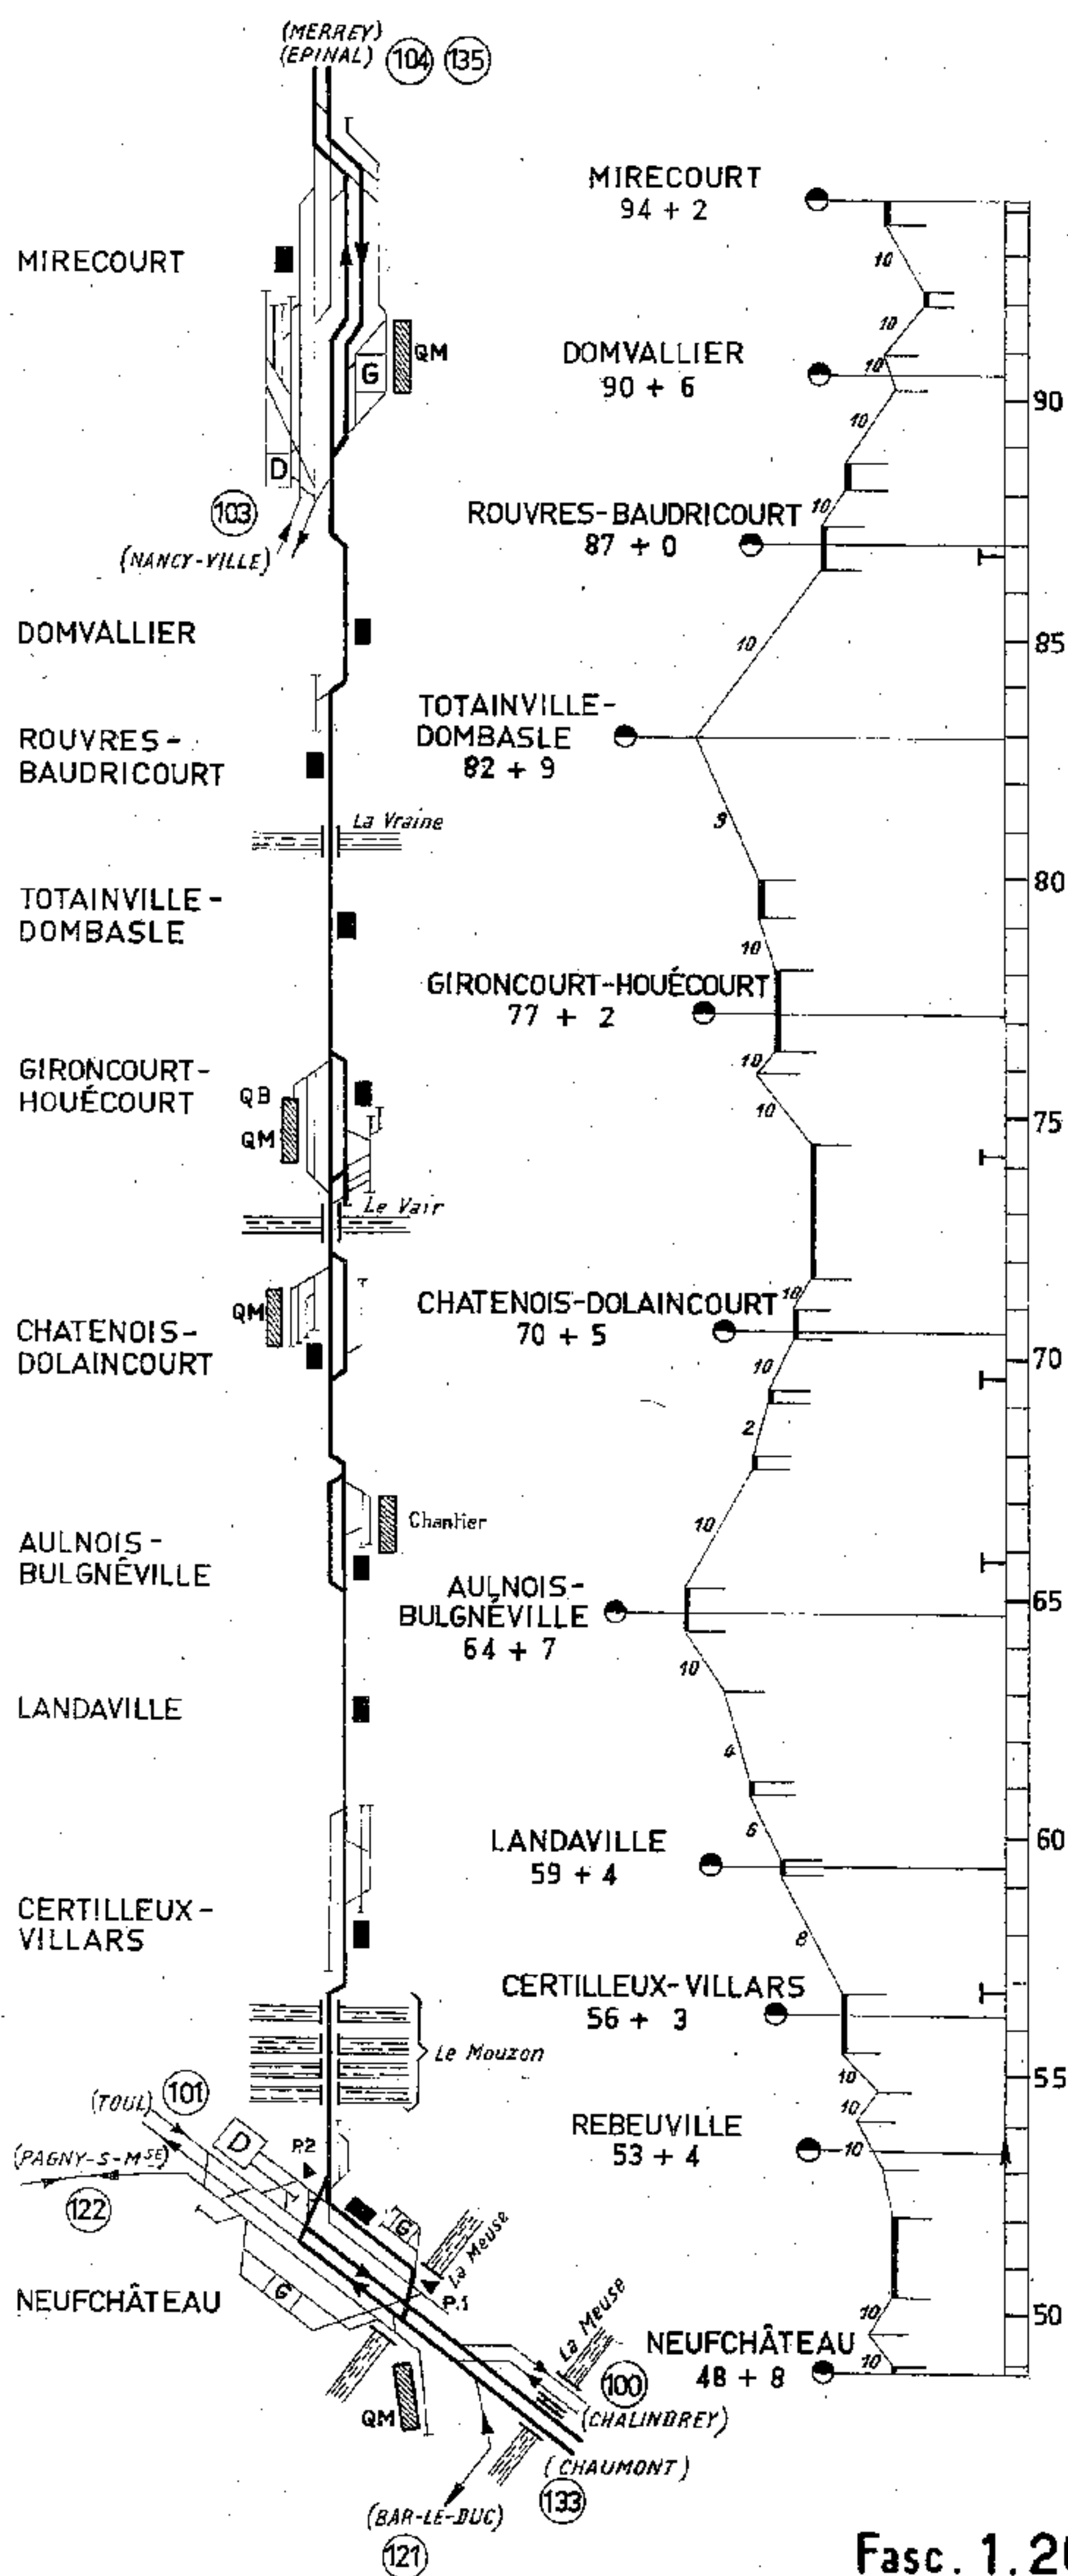 (MERREY)
(EPINAL) 104 135
MIRECOURT
QM
G
D
103
(NANCY-VILLE)
DOMVALLIER
ROUVRES-
BAUDRICOURT
La Vraine
TOTAINVILLE-
DOMBASLE
GIRONCOURT-
HOUÉCOURT
QB
QM
Le Vair
QM
CHATENOIS-
DOLAINCOURT
Chantier
AULNOIS-
BULGNÉVILLE
LANDAVILLE
CERTILLEUX-
VILLARS
Le Mouzon
(TOUL) 101
(PAGNY-S-MSE)
122
D
P.2
G
La Meuse
P.1
NEUFCHÂTEAU
G
La Meuse
QM
100
(CHALINDREY)
(CHAUMONT)
133
(BAR-LE-DUC)
121
MIRECOURT
94 + 2
10
10
DOMVALLIER
90 + 6
10
90
10
ROUVRES-BAUDRICOURT
87 + 0
10
85
10
TOTAINVILLE-
DOMBASLE
82 + 9
9
80
10
GIRONCOURT-HOUÉCOURT
77 + 2
10
10
75
CHATENOIS-DOLAINCOURT
70 + 5
10
70
10
2
10
65
AULNOIS-
BULGNÉVILLE
64 + 7
10
4
60
6
LANDAVILLE
59 + 4
8
CERTILLEUX-VILLARS
56 + 3
10
55
10
REBEUVILLE
53 + 4
10
50
10
NEUFCHÂTEAU
48 + 8
10
Fasc. 1.20